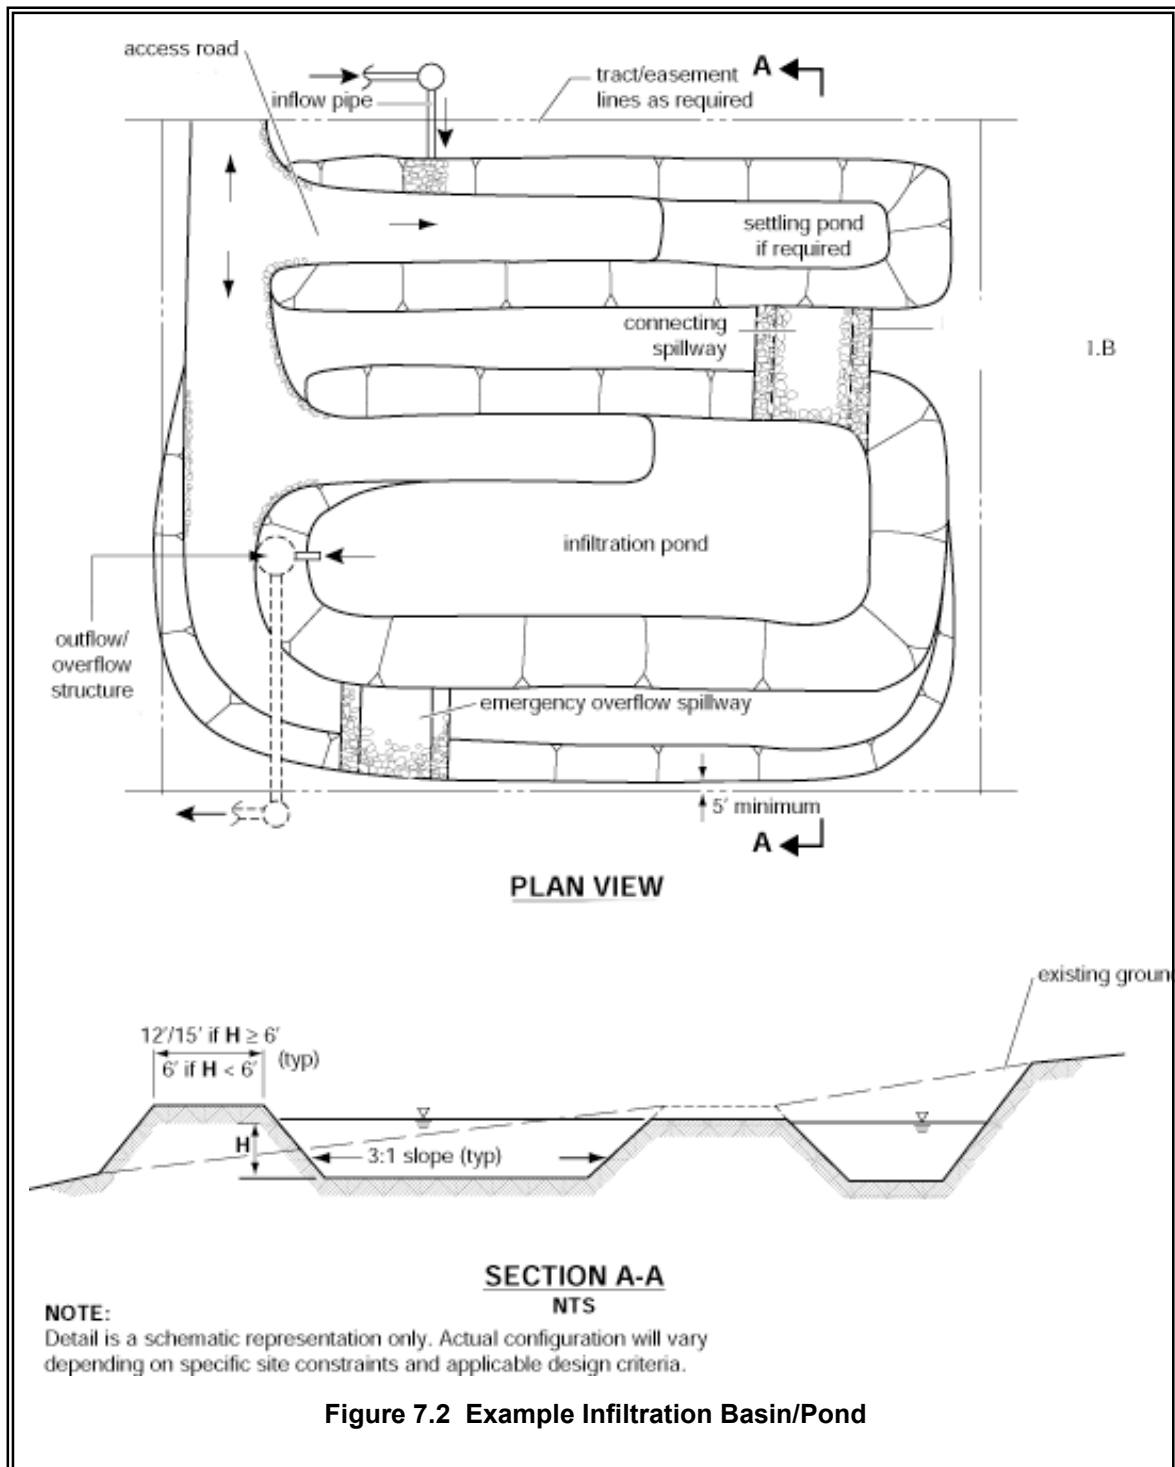 access road
inflow pipe
tract/easement
lines as required
A
settling pond
if required
connecting
spillway
1.B
infiltration pond
outflow/
overflow
structure
emergency overflow spillway
5' minimum
A
PLAN VIEW
existing groun
12'/15' if H ≥ 6'
6' if H < 6'
(typ)
H
3:1 slope (typ)
SECTION A-A
NTS
NOTE:
Detail is a schematic representation only. Actual configuration will vary
depending on specific site constraints and applicable design criteria.
Figure 7.2 Example Infiltration Basin/Pond